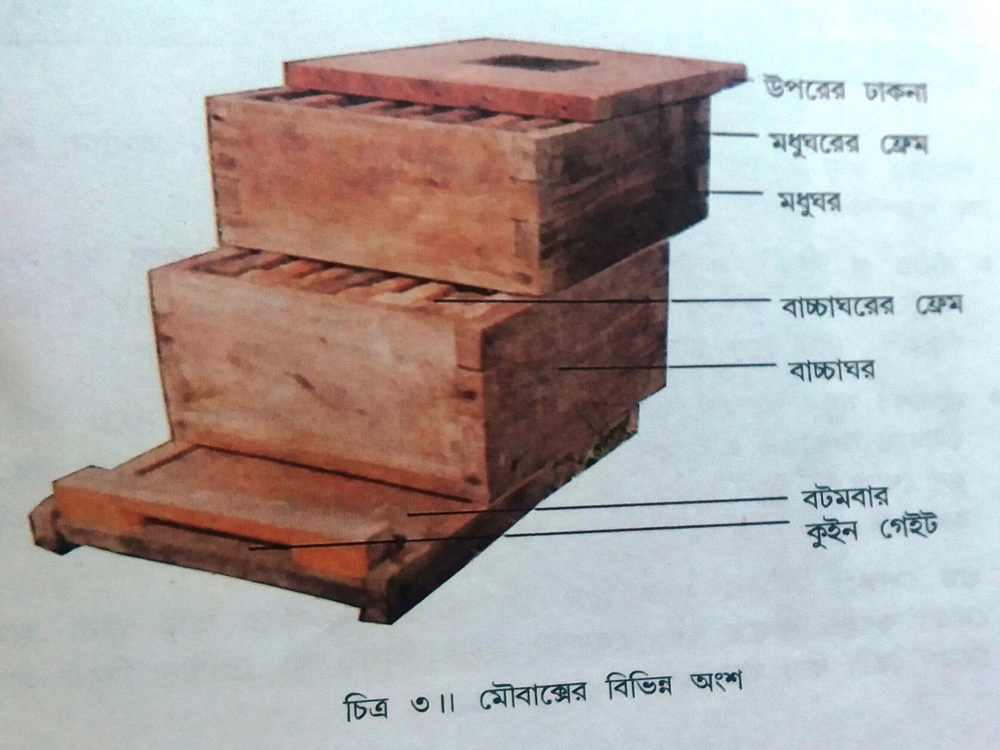 উপরের ঢাকনা
মধুঘরের ফ্রেম
মধুঘর
বাচ্চাঘরের ফ্রেম
বাচ্চাঘর
বটমবার
কুইন গেইট
চিত্র ৩।। মৌবাক্সের বিভিন্ন অংশ